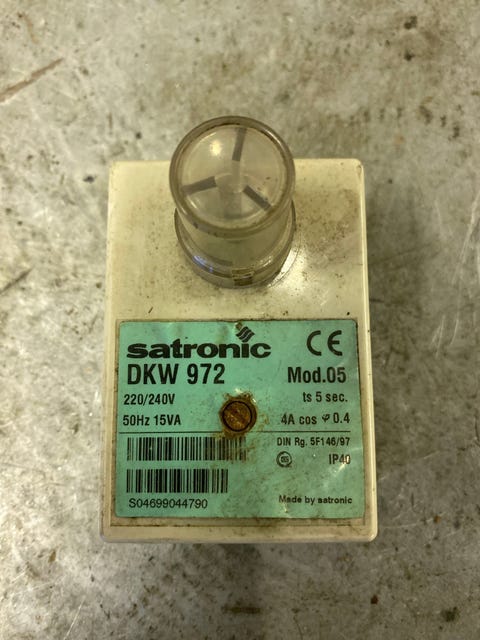 satronic CE
DKW 972 Mod.05
220/240V ts 5 sec.
50Hz 15VA 4A cos φ 0.4
DIN Rg. 5F146/97
IP40
S04699044790 Made by satronic